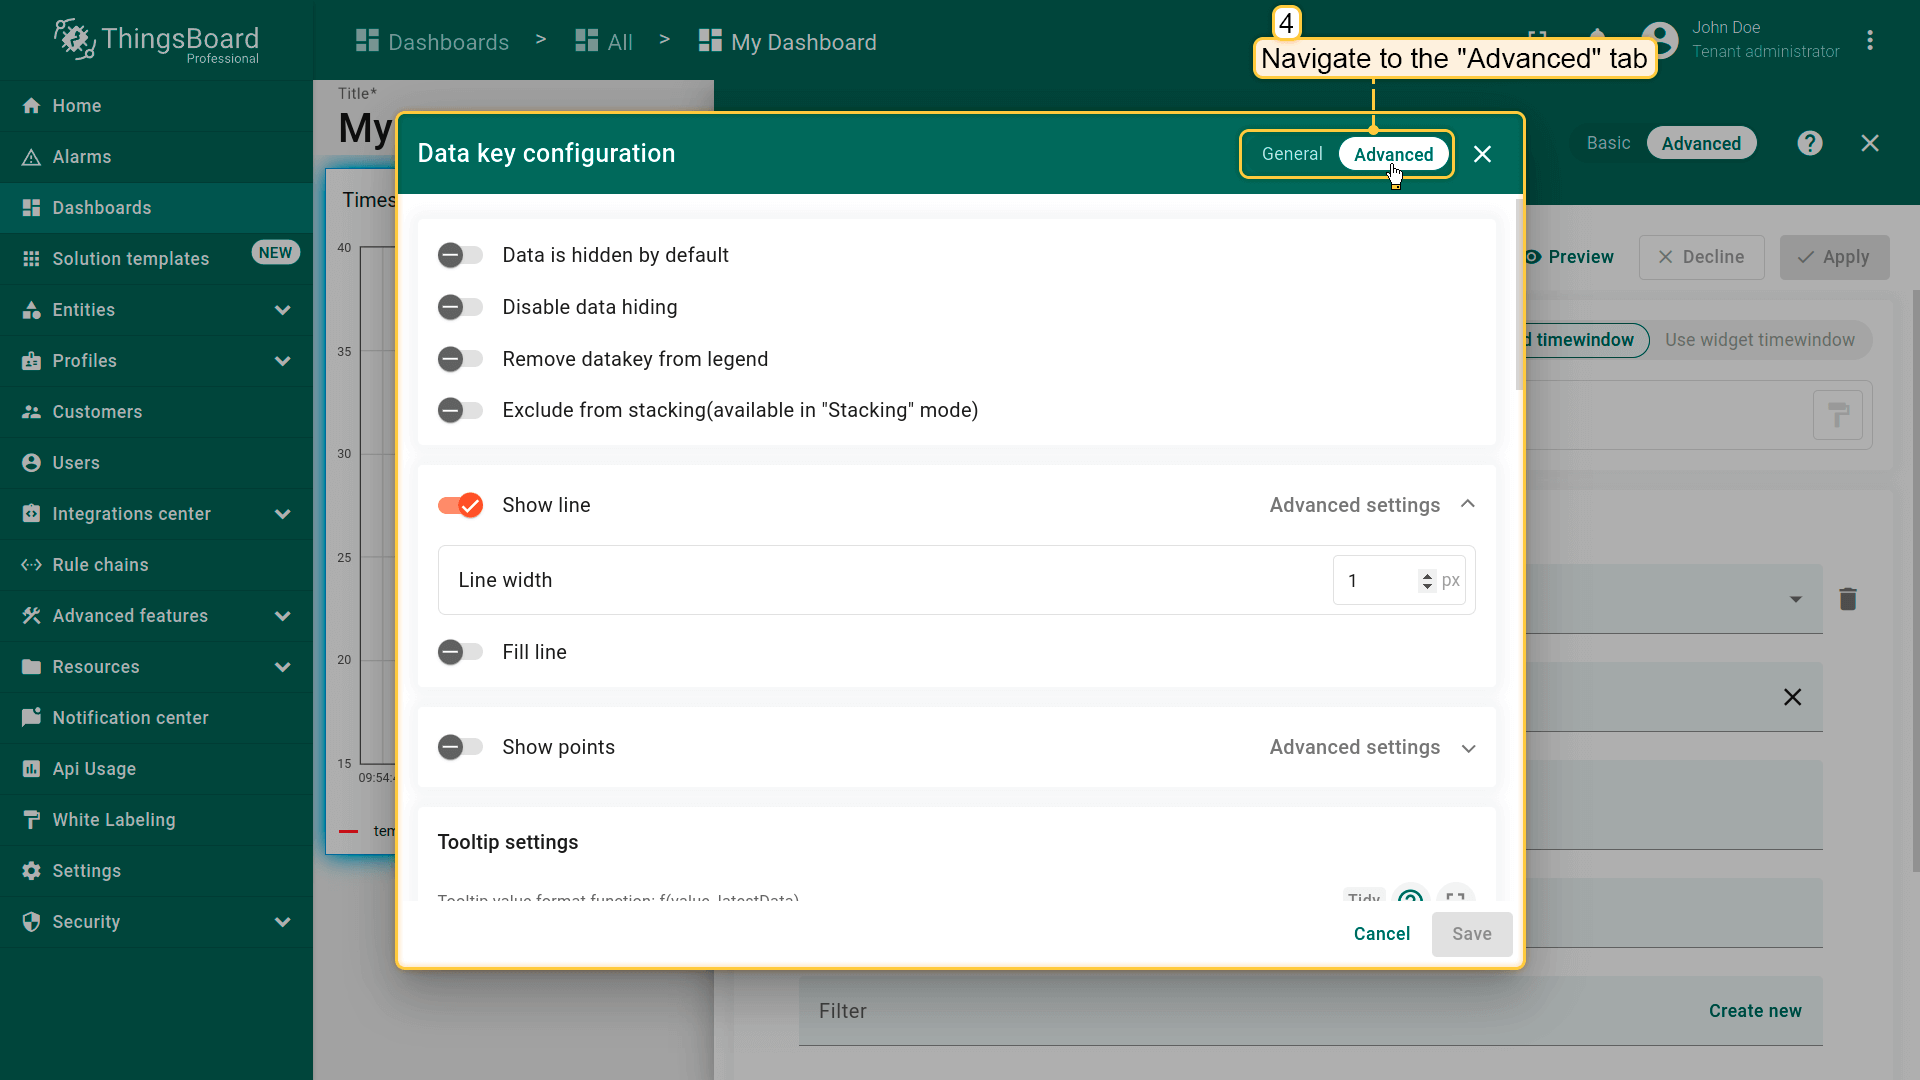 ThingsBoard
Professional
Dashboards > All > My Dashboard
4
Navigate to the "Advanced" tab
John Doe
Tenant administrator
Home
Alarms
Dashboards
Solution templates NEW
Entities
Profiles
Customers
Users
Integrations center
Rule chains
Advanced features
Resources
Notification center
Api Usage
White Labeling
Settings
Security
Title*
My
Times
40
35
30
25
20
15
09:54:
Data key configuration
General Advanced
Data is hidden by default
Disable data hiding
Remove datakey from legend
Exclude from stacking(available in "Stacking" mode)
Show line Advanced settings
Line width 1 px
Fill line
Show points Advanced settings
Tooltip settings
Tooltip value format function: f(value, latestData) Tidy
Cancel Save
Basic Advanced
Preview Decline Apply
timewindow Use widget timewindow
Filter Create new